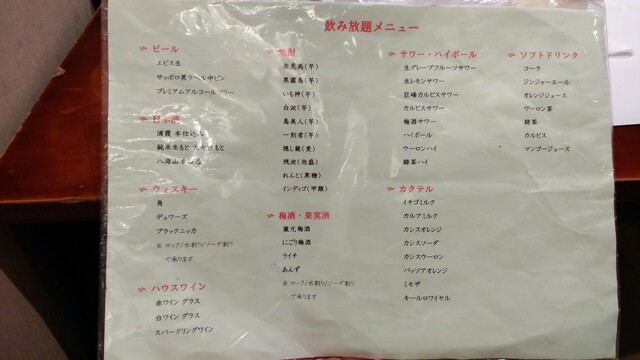 飲み放題メニュー
ビール
エビス生
サッポロ黒ラベル中ビン
プレミアムアルコールフリー
日本酒
浦霞 本仕込
純米生もと
八海山
ウィスキー
角
デュワーズ
ブラックニッカ
※ ロック/水割り/ソーダ割り
で承ります
ハウスワイン
赤ワイン グラス
白ワイン グラス
スパークリングワイン
焼酎
黒霧島(芋)
いも神(芋)
白波(芋)
島美人(芋)
一刻者(芋)
隠し蔵(麦)
残波(泡盛)
れんと(黒糖)
インディゴ(甲類)
梅酒・果実酒
蔵元梅酒
にごり梅酒
ライチ
あんず
※ ロック/水割り/ソーダ割り
で承ります
サワー・ハイボール
生グレープフルーツサワー
生レモンサワー
巨峰カルピスサワー
カルピスサワー
梅酒サワー
ハイボール
ウーロンハイ
緑茶ハイ
カクテル
イチゴミルク
カルアミルク
カシスオレンジ
カシスソーダ
カシスウーロン
パッソアオレンジ
ミモザ
キールロワイヤル
ソフトドリンク
コーラ
ジンジャーエール
オレンジジュース
ウーロン茶
緑茶
カルピス
マンゴージュース